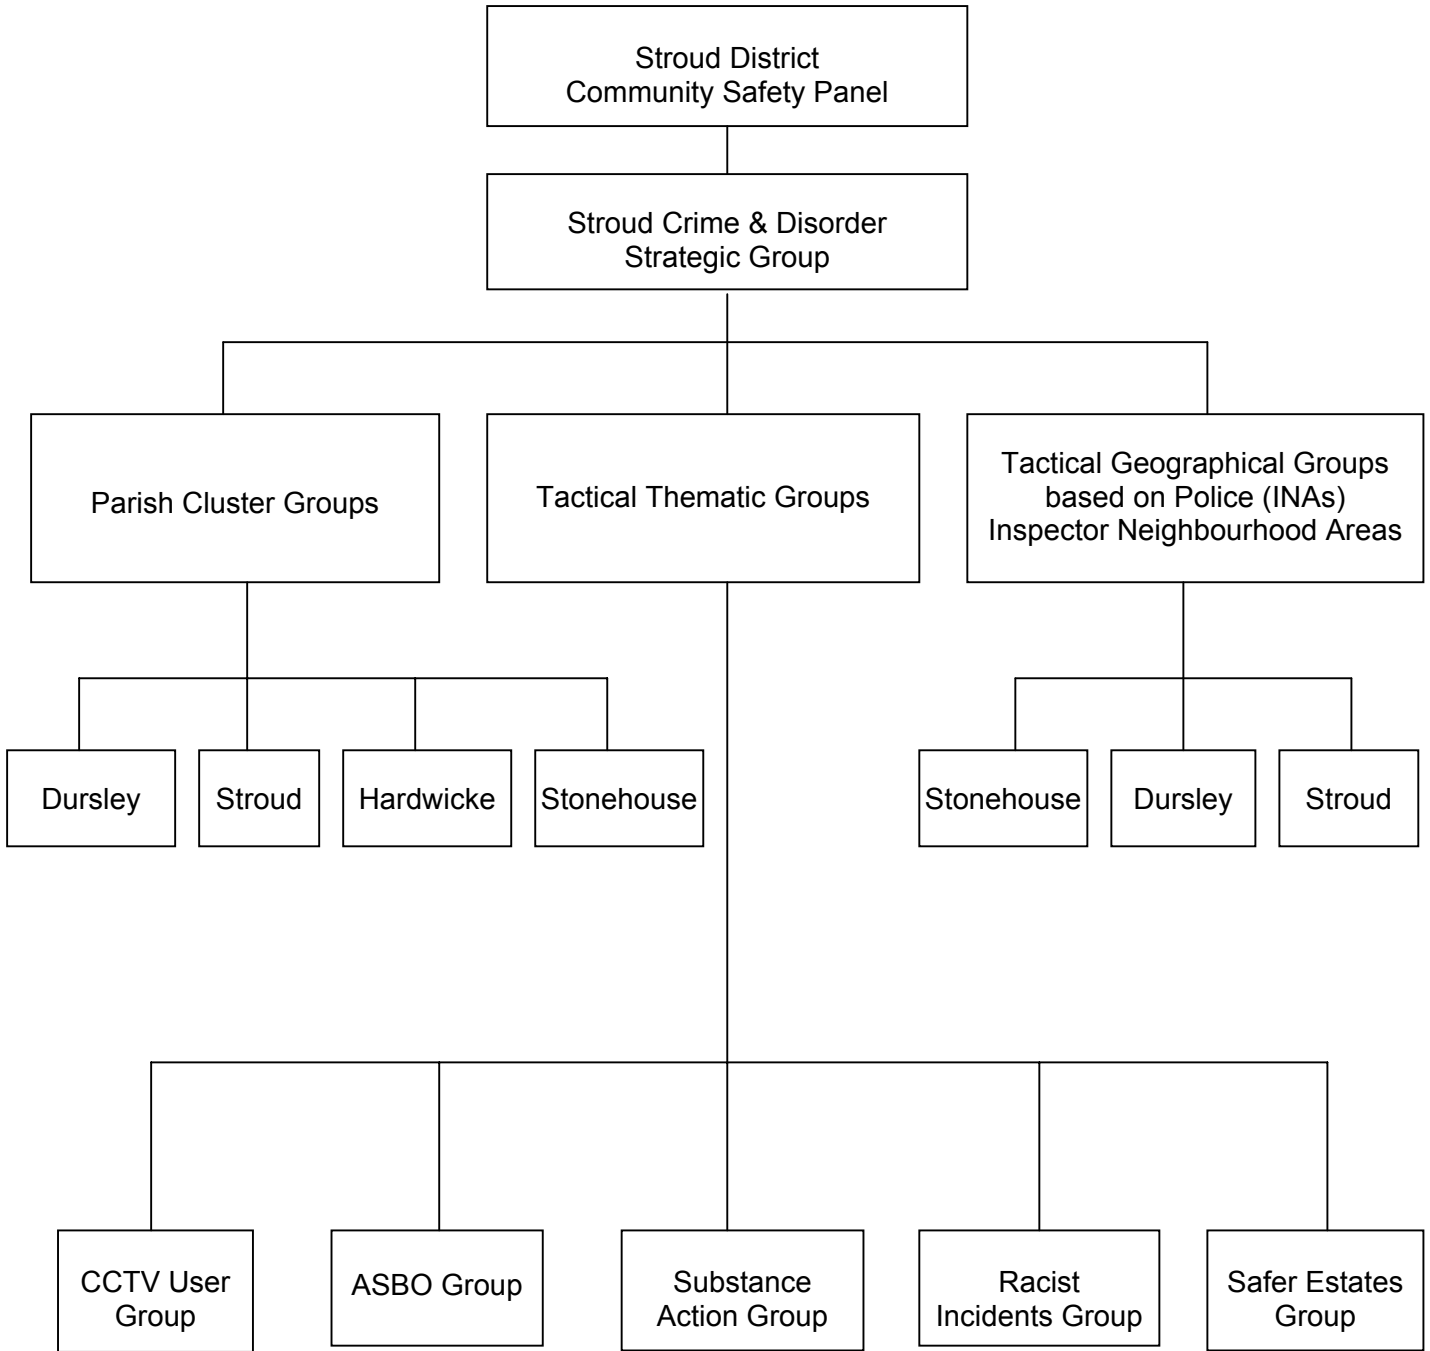 Stroud District
Community Safety Panel
Stroud Crime & Disorder
Strategic Group
Parish Cluster Groups
Tactical Thematic Groups
Tactical Geographical Groups
based on Police (INAs)
Inspector Neighbourhood Areas
Dursley
Stroud
Hardwicke
Stonehouse
Stonehouse
Dursley
Stroud
CCTV User
Group
ASBO Group
Substance
Action Group
Racist
Incidents Group
Safer Estates
Group